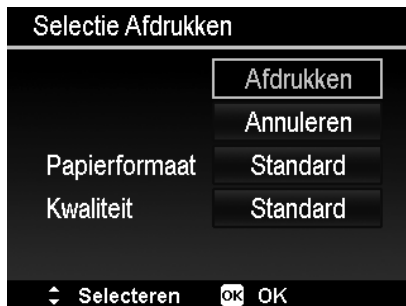 Selectie Afdrukken
Afdrukken
Annuleren
Papierformaat Standard
Kwaliteit Standard
Selecteren OK OK